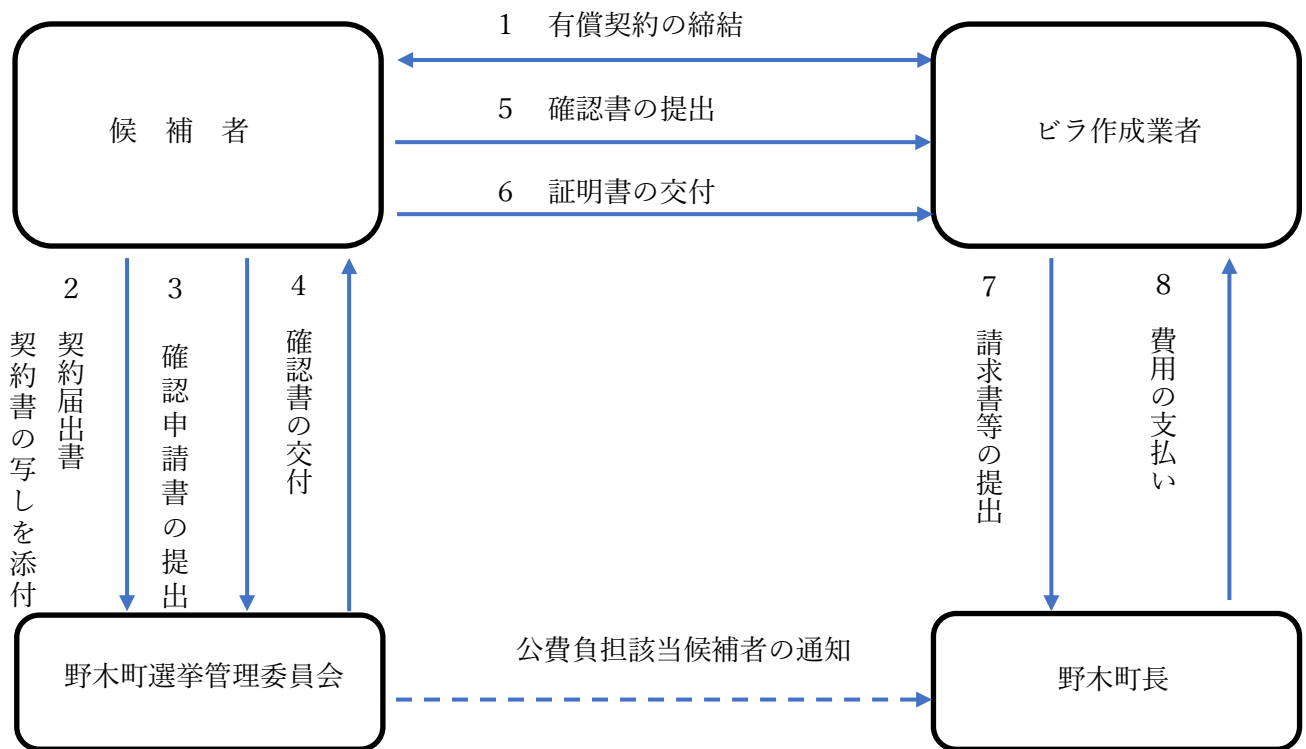 1 有償契約の締結
候 補 者
5 確認書の提出
ビラ作成業者
6 証明書の交付
2 契約届出書
契約書の写しを添付
3 確認申請書の提出
4 確認書の交付
7 請求書等の提出
8 費用の支払い
野木町選挙管理委員会
公費負担該当候補者の通知
野木町長